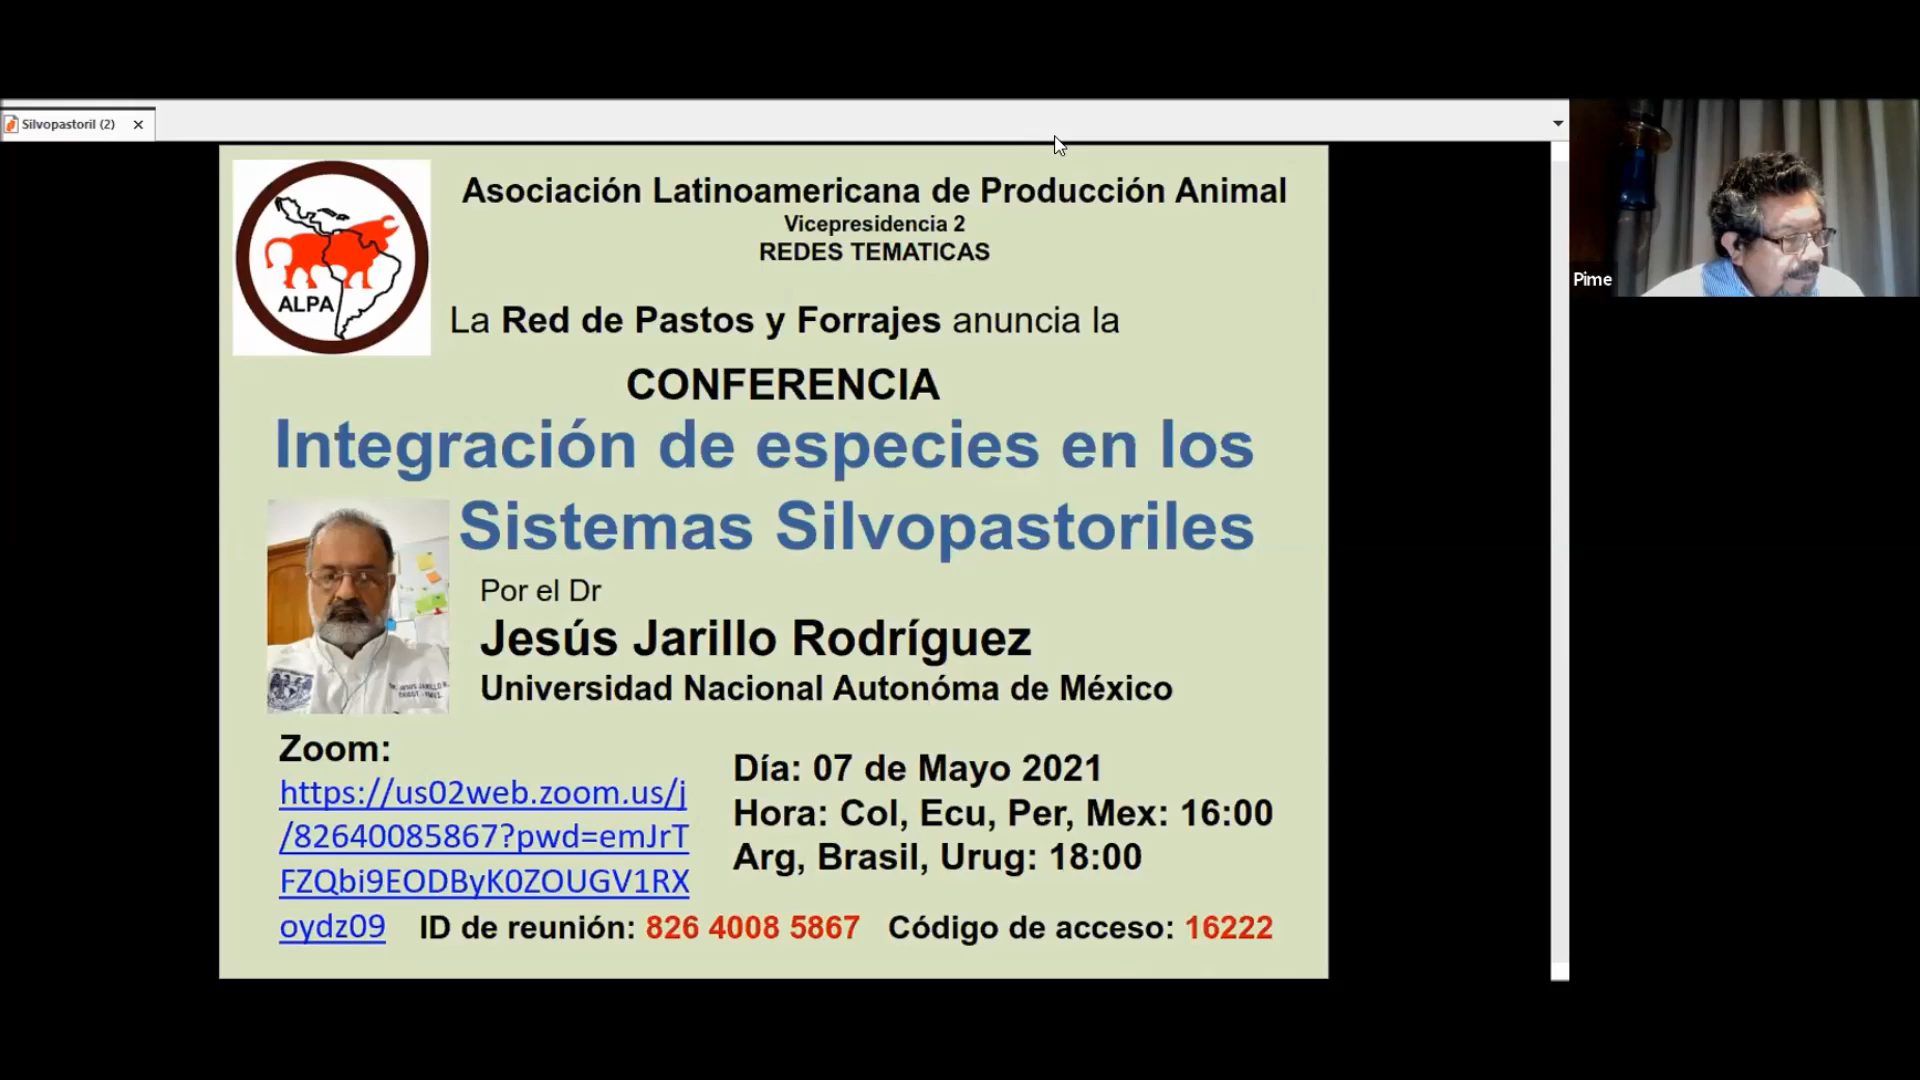 Silvopastoril (2)
ALPA
Asociación Latinoamericana de Producción Animal
Vicepresidencia 2
REDES TEMATICAS
La Red de Pastos y Forrajes anuncia la
CONFERENCIA
Integración de especies en los
Sistemas Silvopastoriles
Por el Dr
Jesús Jarillo Rodríguez
Universidad Nacional Autonóma de México
Zoom:
https://us02web.zoom.us/j
/82640085867?pwd=emJrT
FZQbi9EODByK0ZOUGV1RX
oydz09
Día: 07 de Mayo 2021
Hora: Col, Ecu, Per, Mex: 16:00
Arg, Brasil, Urug: 18:00
ID de reunión: 826 4008 5867 Código de acceso: 16222
Pime